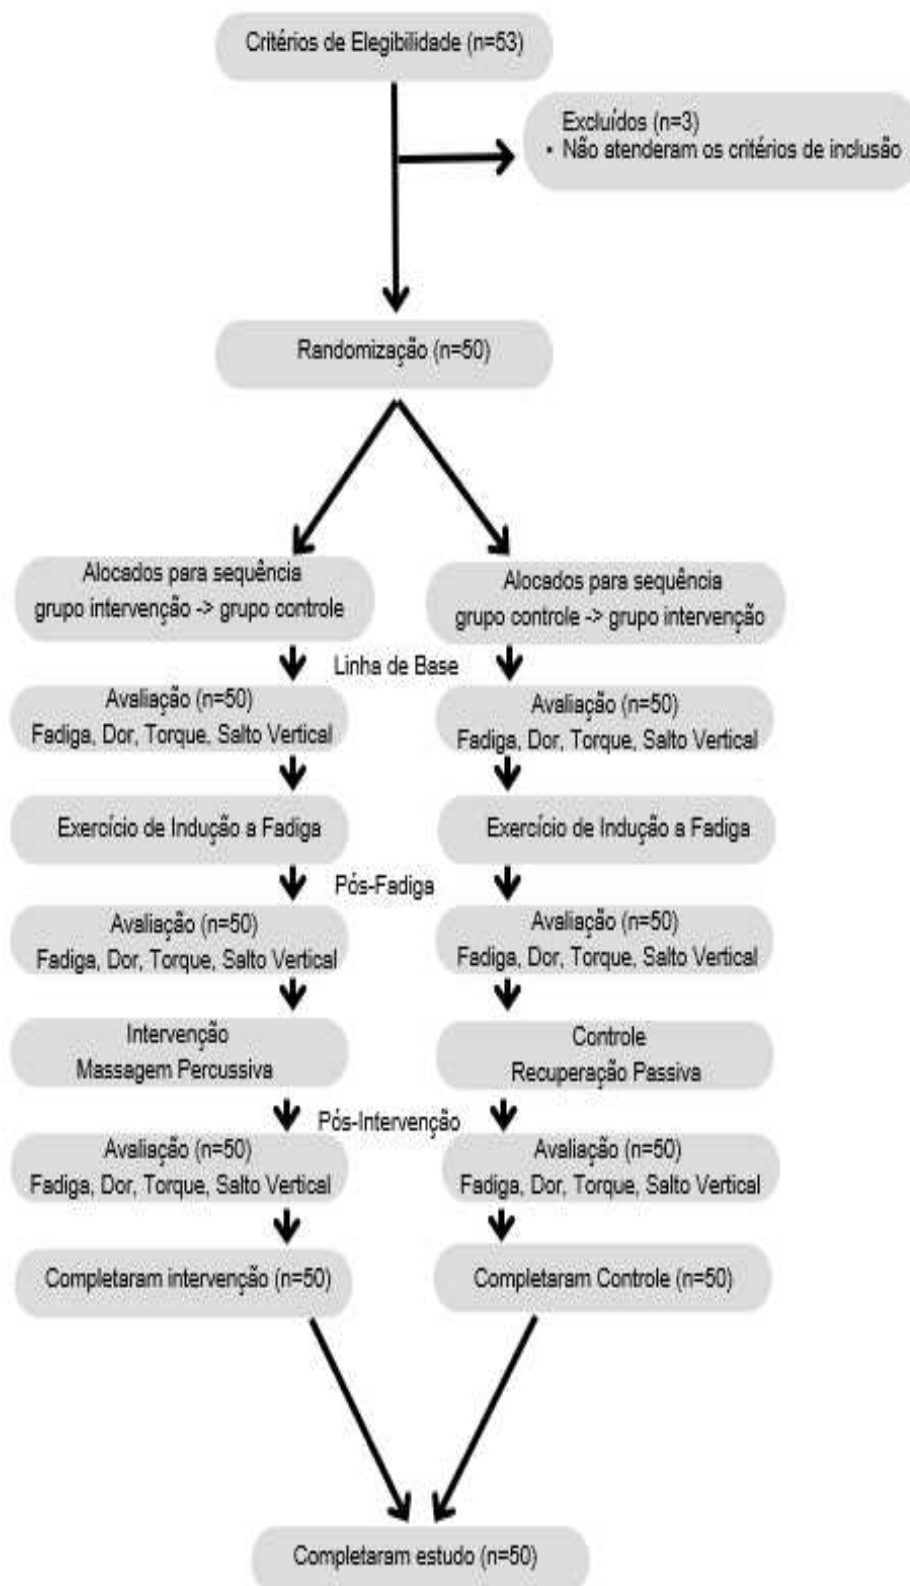 Critérios de Elegibilidade (n=53)
Excluídos (n=3)
• Não atenderam os critérios de inclusão
Randomização (n=50)
Alocados para sequência
grupo intervenção -> grupo controle
Alocados para sequência
grupo controle -> grupo intervenção
Linha de Base
Avaliação (n=50)
Fadiga, Dor, Torque, Salto Vertical
Avaliação (n=50)
Fadiga, Dor, Torque, Salto Vertical
Exercício de Indução a Fadiga
Exercício de Indução a Fadiga
Pós-Fadiga
Avaliação (n=50)
Fadiga, Dor, Torque, Salto Vertical
Avaliação (n=50)
Fadiga, Dor, Torque, Salto Vertical
Intervenção
Massagem Percussiva
Controle
Recuperação Passiva
Pós-Intervenção
Avaliação (n=50)
Fadiga, Dor, Torque, Salto Vertical
Avaliação (n=50)
Fadiga, Dor, Torque, Salto Vertical
Completaram intervenção (n=50)
Completaram Controle (n=50)
Completaram estudo (n=50)